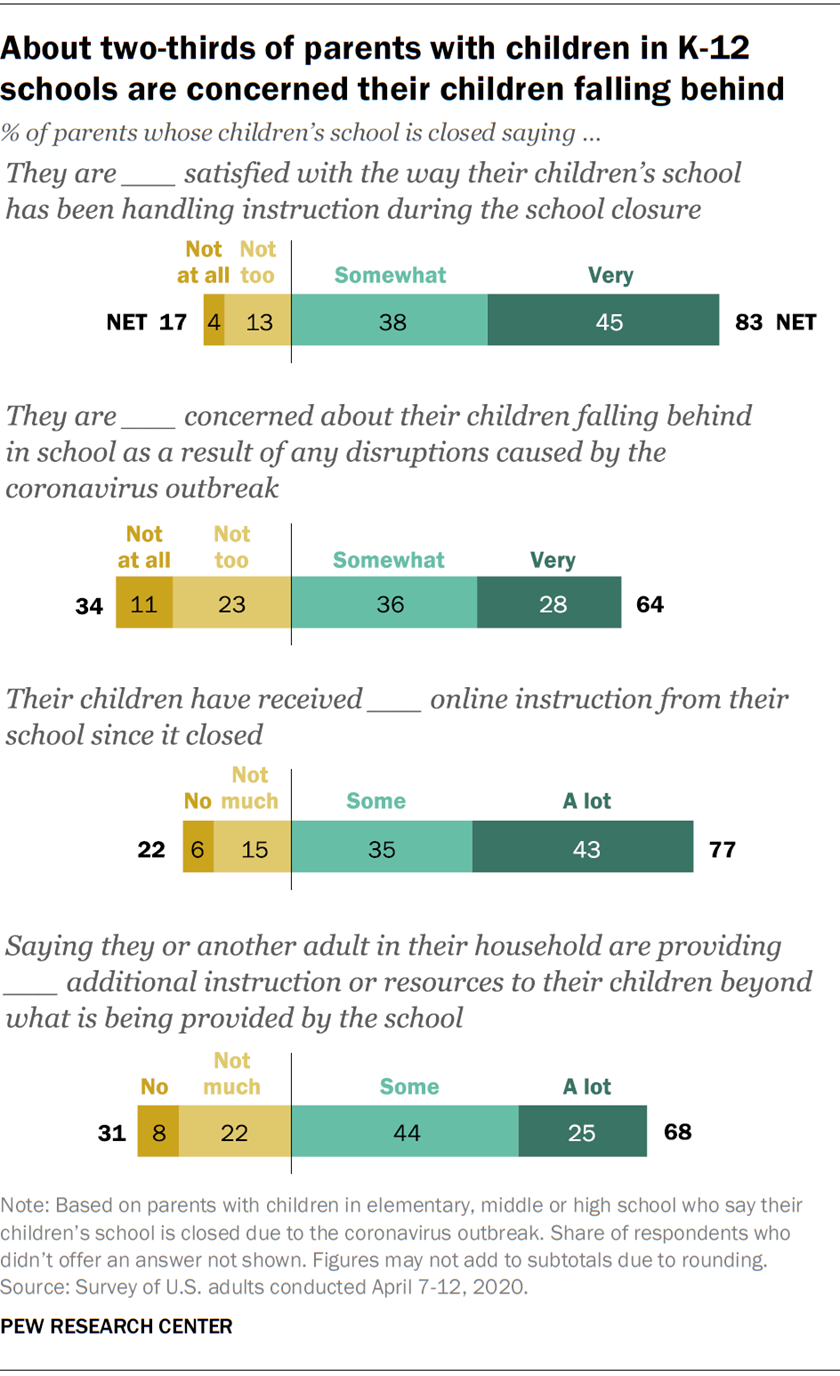 About two-thirds of parents with children in K-12
schools are concerned their children falling behind
% of parents whose children’s school is closed saying ...
They are ___ satisfied with the way their children’s school
has been handling instruction during the school closure
Not Not
at all too Somewhat Very
NET 17 4 13 38 45 83 NET
They are ___ concerned about their children falling behind
in school as a result of any disruptions caused by the
coronavirus outbreak
Not Not
at all too Somewhat Very
34 11 23 36 28 64
Their children have received ___ online instruction from their
school since it closed
Not
No much Some A lot
22 6 15 35 43 77
Saying they or another adult in their household are providing
___ additional instruction or resources to their children beyond
what is being provided by the school
Not
No much Some A lot
31 8 22 44 25 68
Note: Based on parents with children in elementary, middle or high school who say their
children’s school is closed due to the coronavirus outbreak. Share of respondents who
didn’t offer an answer not shown. Figures may not add to subtotals due to rounding.
Source: Survey of U.S. adults conducted April 7-12, 2020.
PEW RESEARCH CENTER